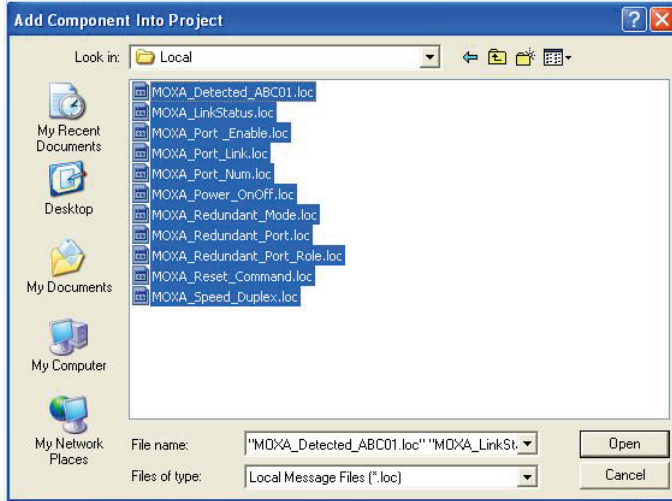 Add Component Into Project
Look in: Local
MOXA_Detected_ABC01.loc
MOXA_LinkStatus.loc
MOXA_Port _Enable.loc
MOXA_Port_Link.loc
MOXA_Port_Num.loc
MOXA_Power_OnOff.loc
MOXA_Redundant_Mode.loc
MOXA_Redundant_Port.loc
MOXA_Redundant_Port_Role.loc
MOXA_Reset_Command.loc
MOXA_Speed_Duplex.loc
My Recent
Documents
Desktop
My Documents
My Computer
My Network
Places
File name: "MOXA_Detected_ABC01.loc" "MOXA_LinkSt. Open
Files of type: Local Message Files (*.loc) Cancel